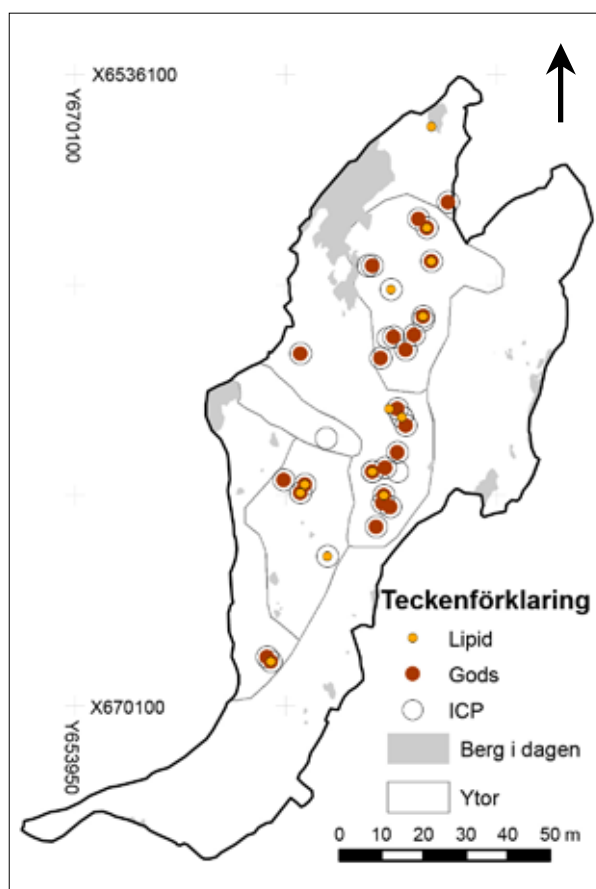 X6536100
Y670100
Teckenförklaring
Lipid
Gods
ICP
Berg i dagen
Ytor
X670100
Y653950
0 10 20 30 40 50 m